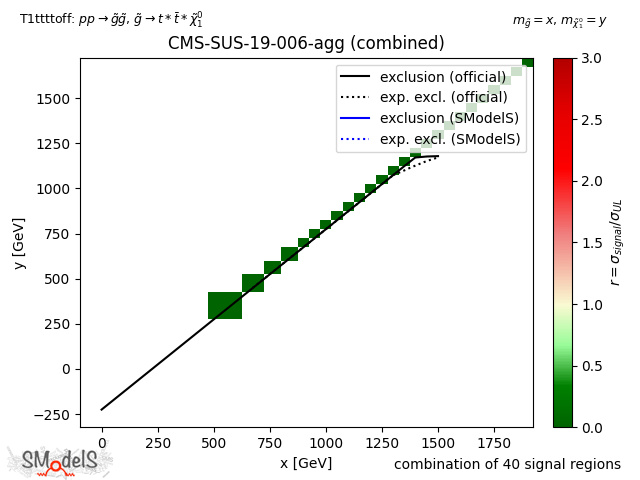 T1ttttoff: pp → g̃g̃, g̃ → t * t̄ * χ̃₁⁰
m_g̃ = x, m_χ̃₁⁰ = y
CMS-SUS-19-006-agg (combined)
exclusion (official)
exp. excl. (official)
exclusion (SModelS)
exp. excl. (SModelS)
1500
1250
1000
750
500
250
0
−250
y [GeV]
0
250
500
750
1000
1250
1500
1750
x [GeV]
3.0
2.5
2.0
1.5
1.0
0.5
0.0
r = σ_signal/σ_UL
SModelS
combination of 40 signal regions